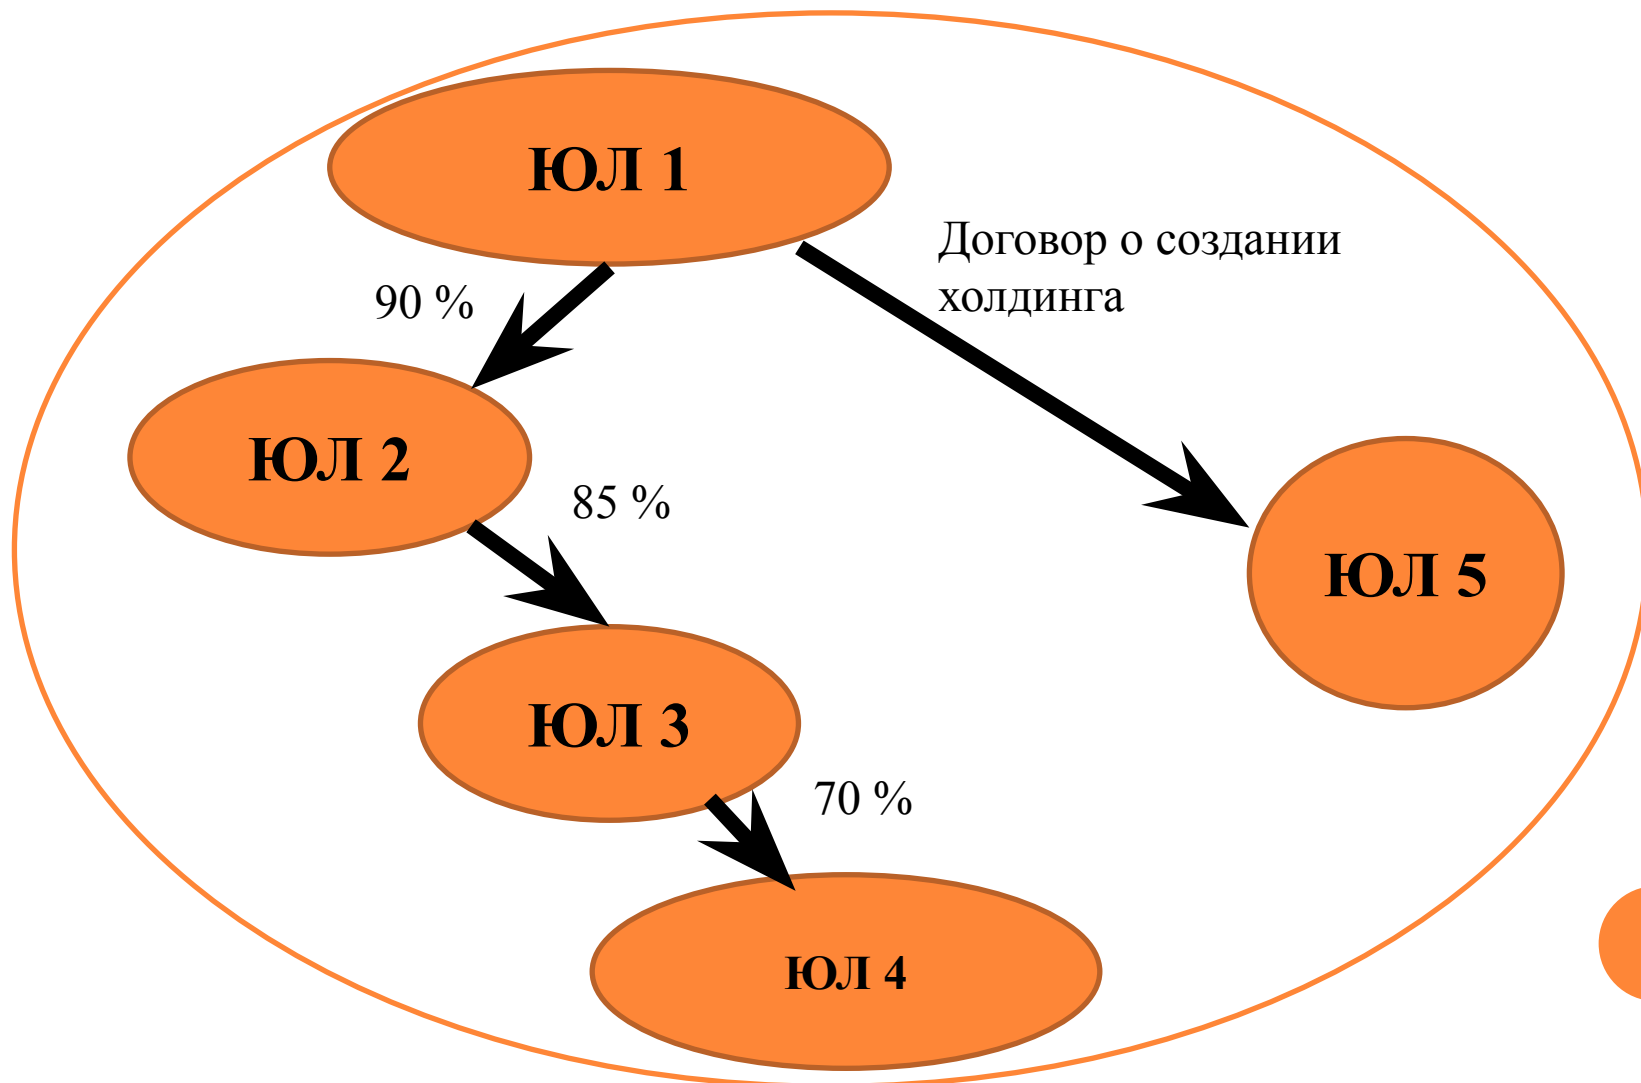 ЮЛ 1
Договор о создании
холдинга
90 %
ЮЛ 2
85 %
ЮЛ 5
ЮЛ 3
70 %
ЮЛ 4